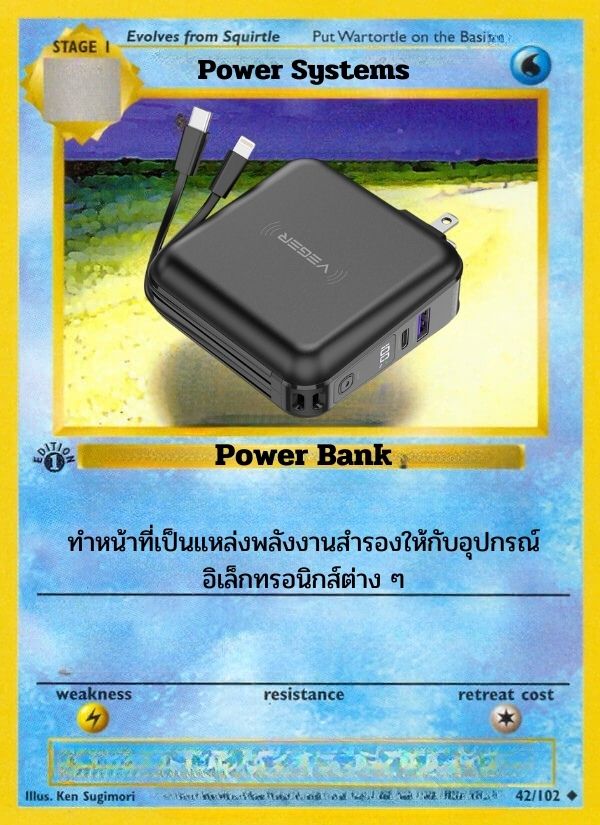 STAGE 1
Evolves from Squirtle Put Wartortle on the Basic
Power Systems
VEGER
100
EDITION
1
Power Bank
ทำหน้าที่เป็นแหล่งพลังงานสำรองให้กับอุปกรณ์
อิเล็กทรอนิกส์ต่าง ๆ
weakness resistance retreat cost
Illus. Ken Sugimori 42/102